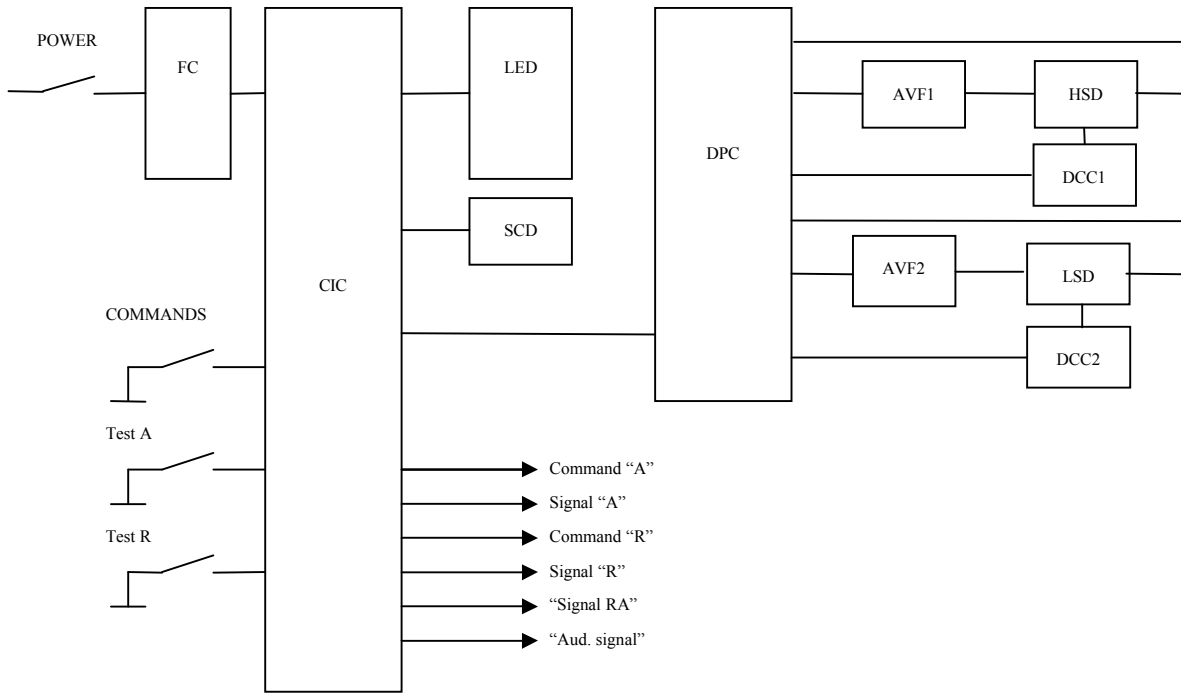 POWER
FC
LED
AVF1
HSD
DPC
DCC1
SCD
CIC
AVF2
LSD
COMMANDS
DCC2
Test A
Command “A”
Signal “A”
Test R
Command “R”
Signal “R”
“Signal RA”
“Aud. signal”